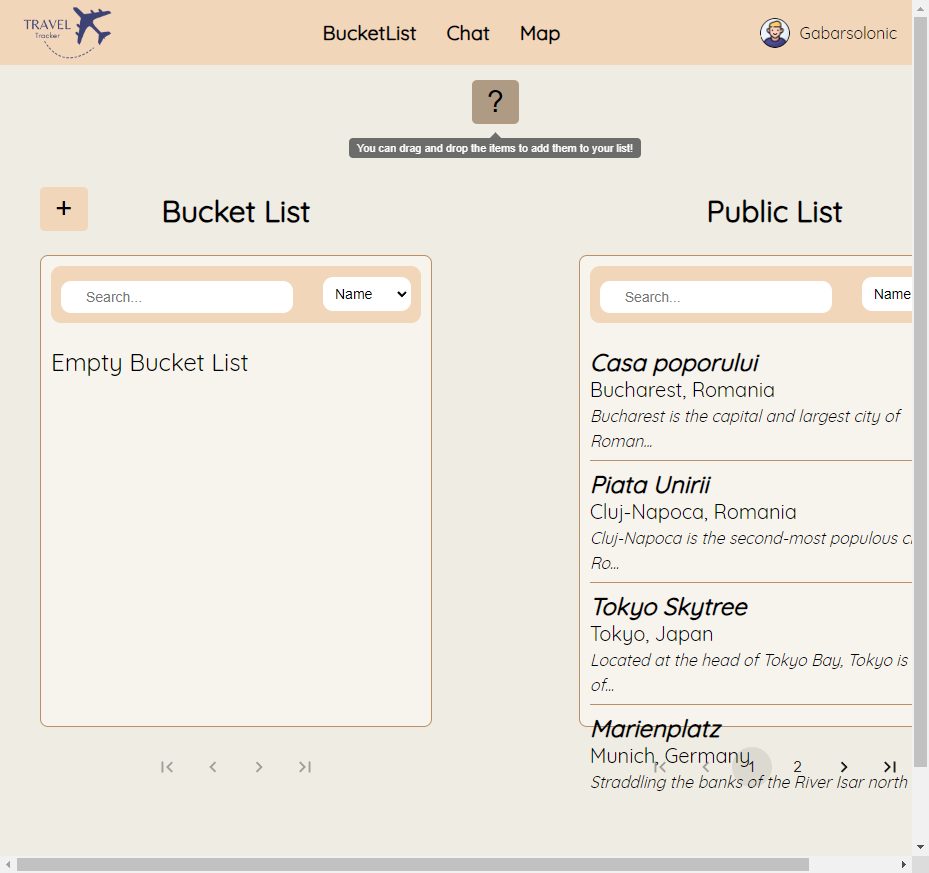 TRAVEL
Tracker
BucketList Chat Map
Gabarsolonic
?
You can drag and drop the items to add them to your list!
+
Bucket List
Public List
Search...
Name
Search...
Name
Empty Bucket List
Casa poporului
Bucharest, Romania
Bucharest is the capital and largest city of
Roman...
Piata Unirii
Cluj-Napoca, Romania
Cluj-Napoca is the second-most populous
Ro...
Tokyo Skytree
Tokyo, Japan
Located at the head of Tokyo Bay, Tokyo is
of...
Marienplatz
Munich, Germany
Straddling the banks of the River Isar north
1 2